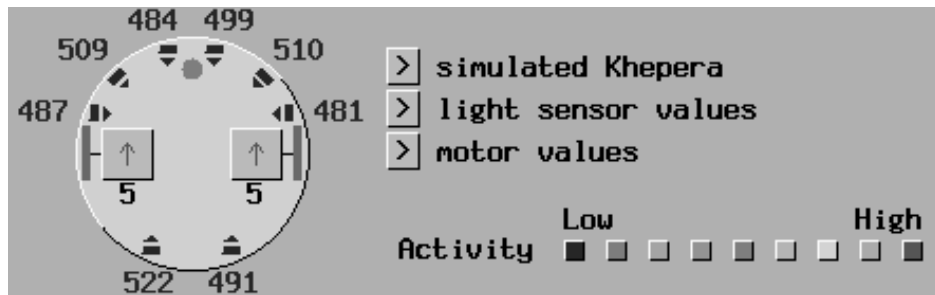 484 499
509 510
487 481
5 5
522 491
> simulated Khepera
> light sensor values
> motor values
Low High
Activity